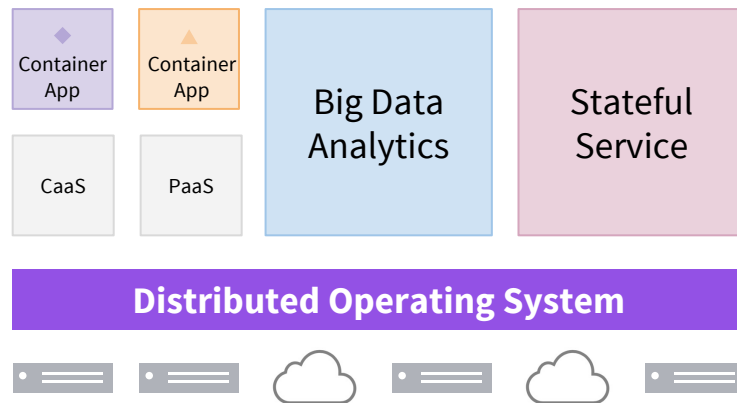 Container
App
Container
App
Big Data
Analytics
Stateful
Service
CaaS
PaaS
Distributed Operating System